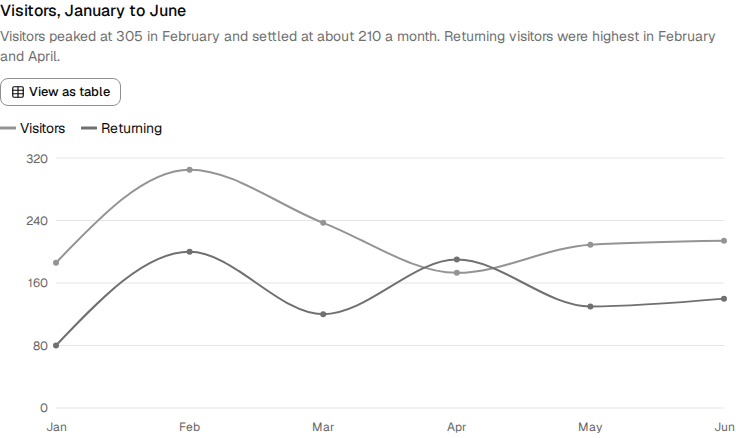 Visitors, January to June
Visitors peaked at 305 in February and settled at about 210 a month. Returning visitors were highest in February
and April.
View as table
Visitors Returning
320
240
160
80
0
Jan Feb Mar Apr May Jun